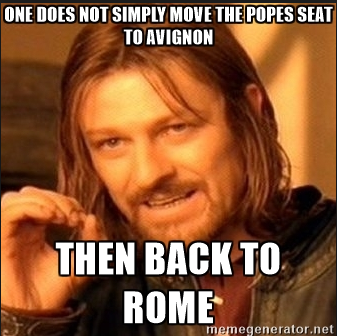 ONE DOES NOT SIMPLY MOVE THE POPES SEAT
TO AVIGNON
THEN BACK TO
ROME
memegenerator.net